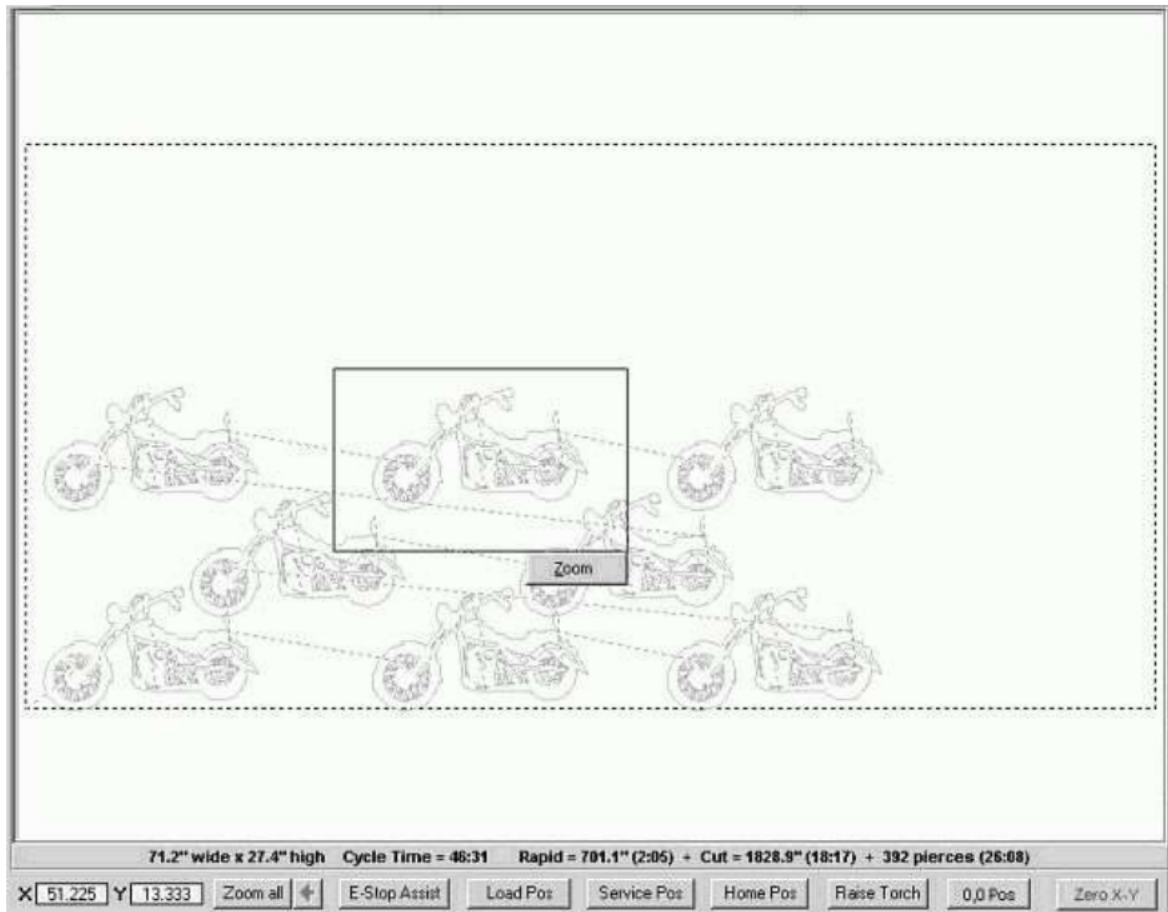 Zoom
71.2" wide x 27.4" high Cycle Time = 46:31 Rapid = 701.1" (2:05) + Cut = 1828.9" (18:17) + 392 pierces (26:08)
X 51.225 Y 13.333 Zoom all E-Stop Assist Load Pos Service Pos Home Pos Raise Torch 0,0 Pos Zero X-Y